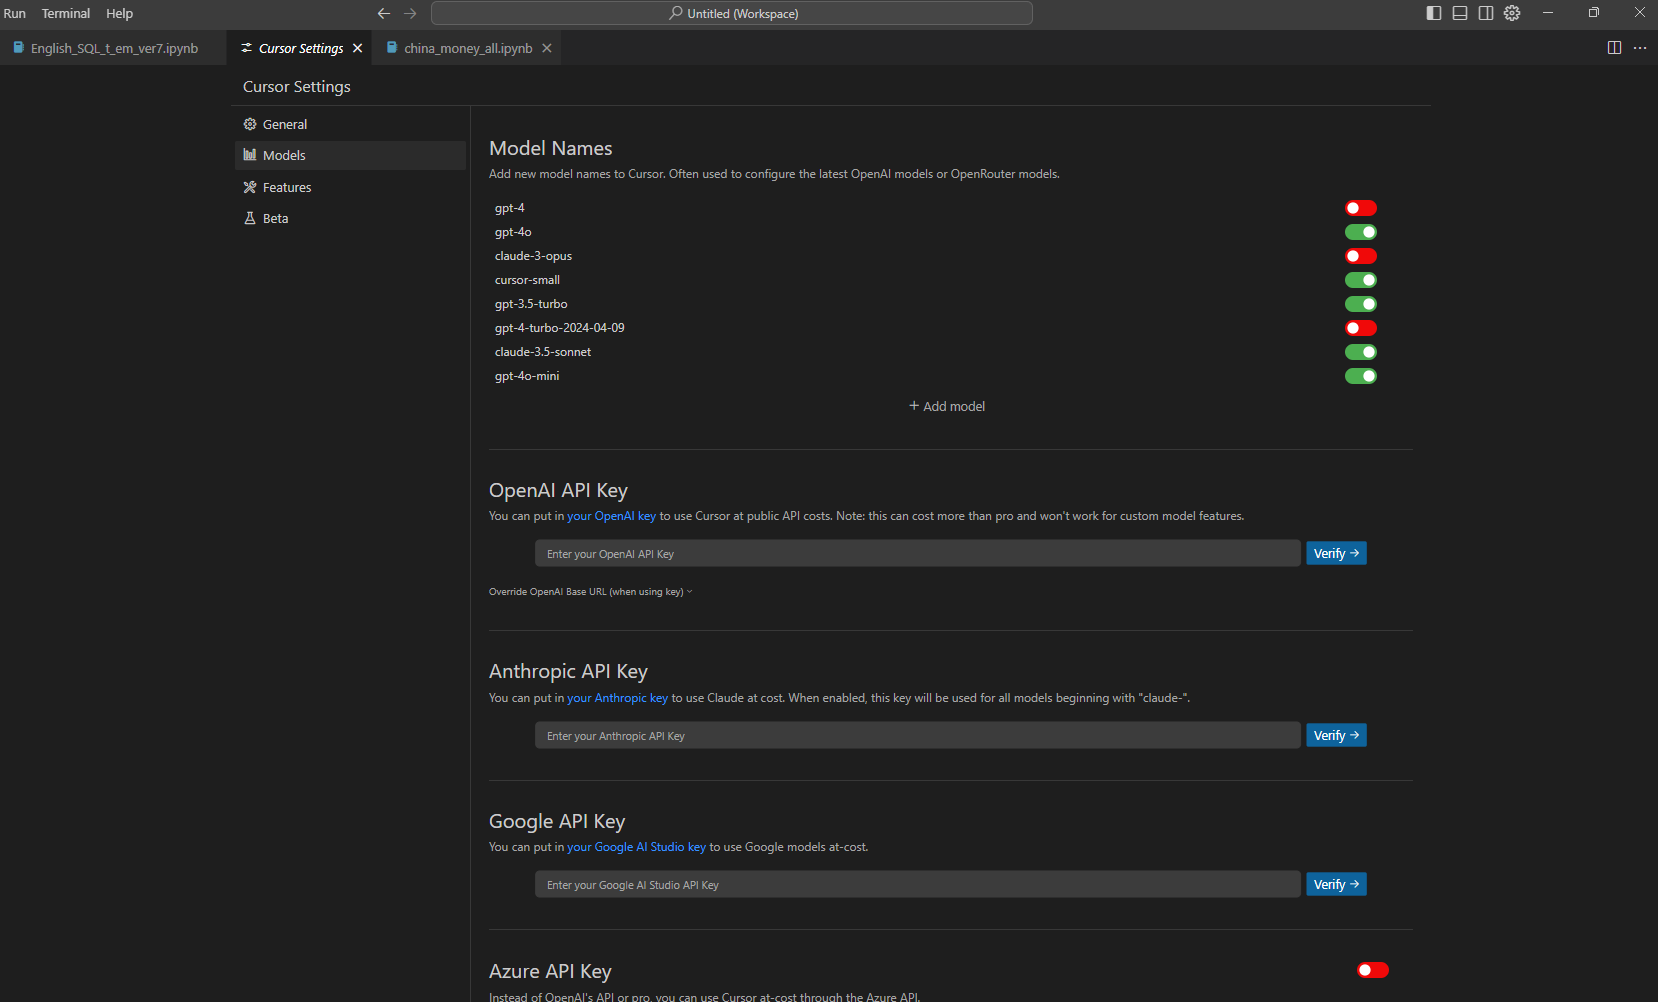 Run Terminal Help
Untitled (Workspace)
English_SQL_t_em_ver7.ipynb
Cursor Settings
china_money_all.ipynb
Cursor Settings
General
Models
Features
Beta
Model Names
Add new model names to Cursor. Often used to configure the latest OpenAI models or OpenRouter models.
gpt-4
gpt-4o
claude-3-opus
cursor-small
gpt-3.5-turbo
gpt-4-turbo-2024-04-09
claude-3.5-sonnet
gpt-4o-mini
+ Add model
OpenAI API Key
You can put in your OpenAI key to use Cursor at public API costs. Note: this can cost more than pro and won't work for custom model features.
Enter your OpenAI API Key
Verify →
Override OpenAI Base URL (when using key)
Anthropic API Key
You can put in your Anthropic key to use Claude at cost. When enabled, this key will be used for all models beginning with "claude-".
Enter your Anthropic API Key
Verify →
Google API Key
You can put in your Google AI Studio key to use Google models at-cost.
Enter your Google AI Studio API Key
Verify →
Azure API Key
Instead of OpenAI's API or pro, you can use Cursor at-cost through the Azure API.